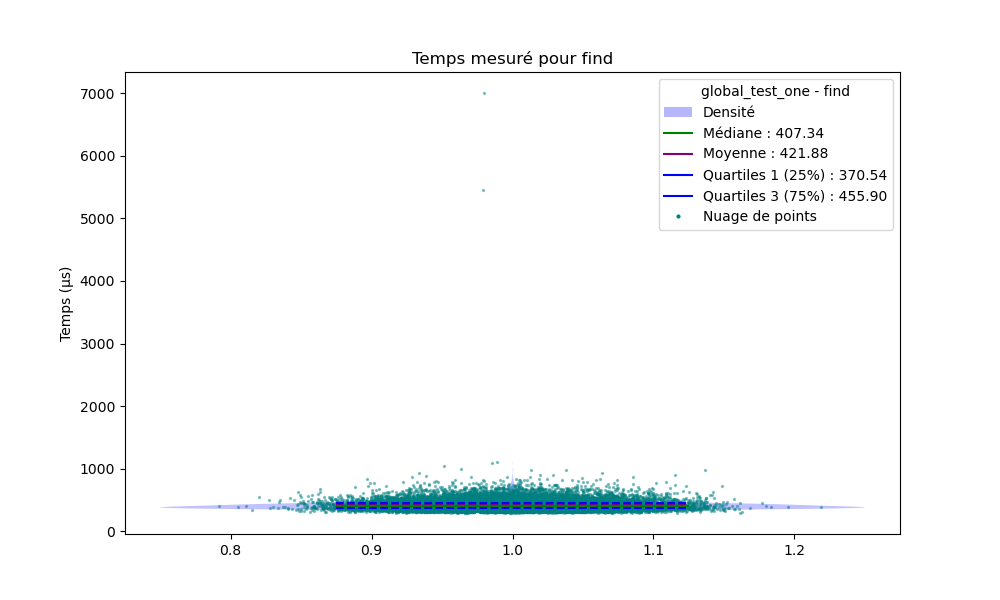 Temps mesuré pour find
global_test_one - find
Densité
Médiane : 407.34
Moyenne : 421.88
Quartiles 1 (25%) : 370.54
Quartiles 3 (75%) : 455.90
Nuage de points
Temps (µs)
7000
6000
5000
4000
3000
2000
1000
0
0.8 0.9 1.0 1.1 1.2